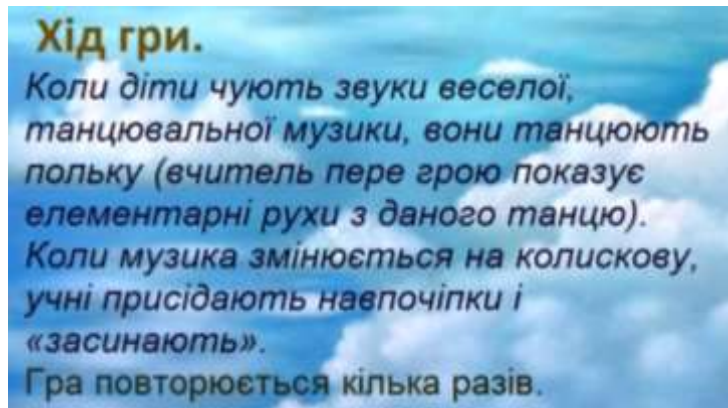 Хід гри.
Коли діти чують звуки веселої,
танцювальної музики, вони танцюють
польку (вчитель пере грою показує
елементарні рухи з даного танцю).
Коли музика змінюється на колискову,
учні присідають навпочіпки і
«засинають».
Гра повторюється кілька разів.